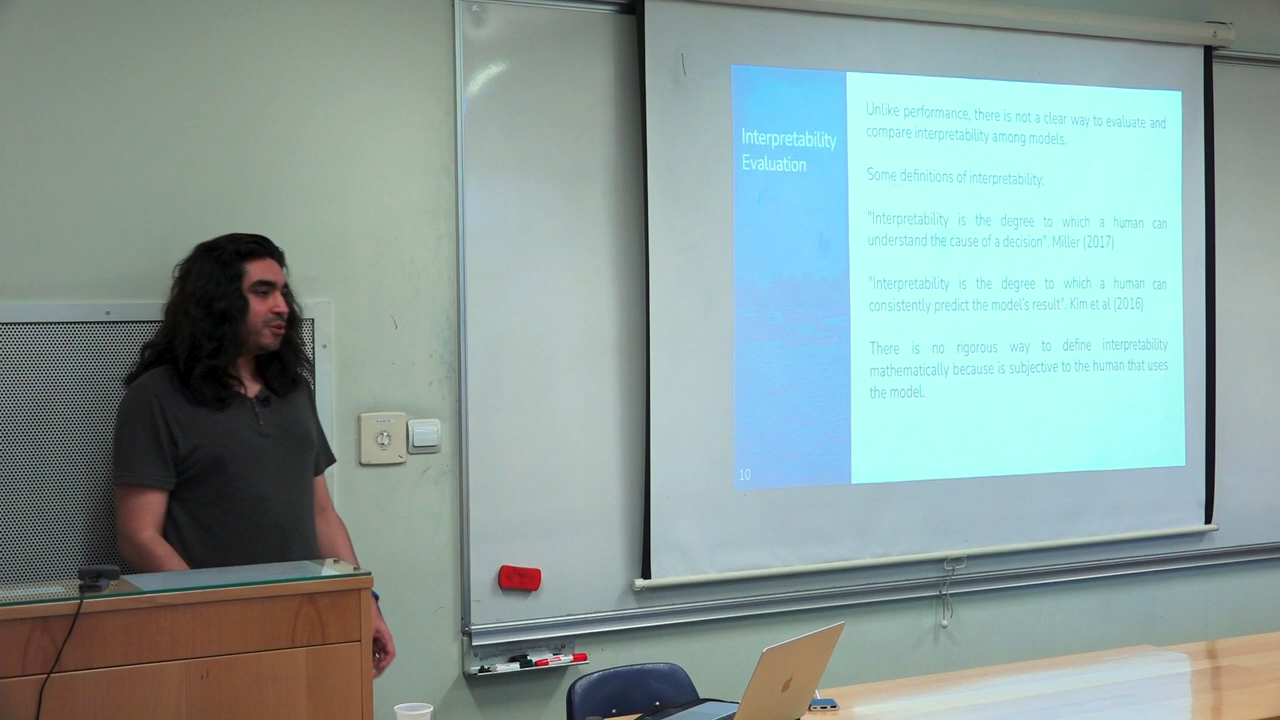 Interpretability
Evaluation
Unlike performance, there is not a clear way to evaluate and
compare interpretability among models.
Some definitions of interpretability:
"Interpretability is the degree to which a human can
understand the cause of a decision". Miller (2017)
"Interpretability is the degree to which a human can
consistently predict the model's result". Kim et al (2016)
There is no rigorous way to define interpretability
mathematically because is subjective to the human that uses
the model.
10